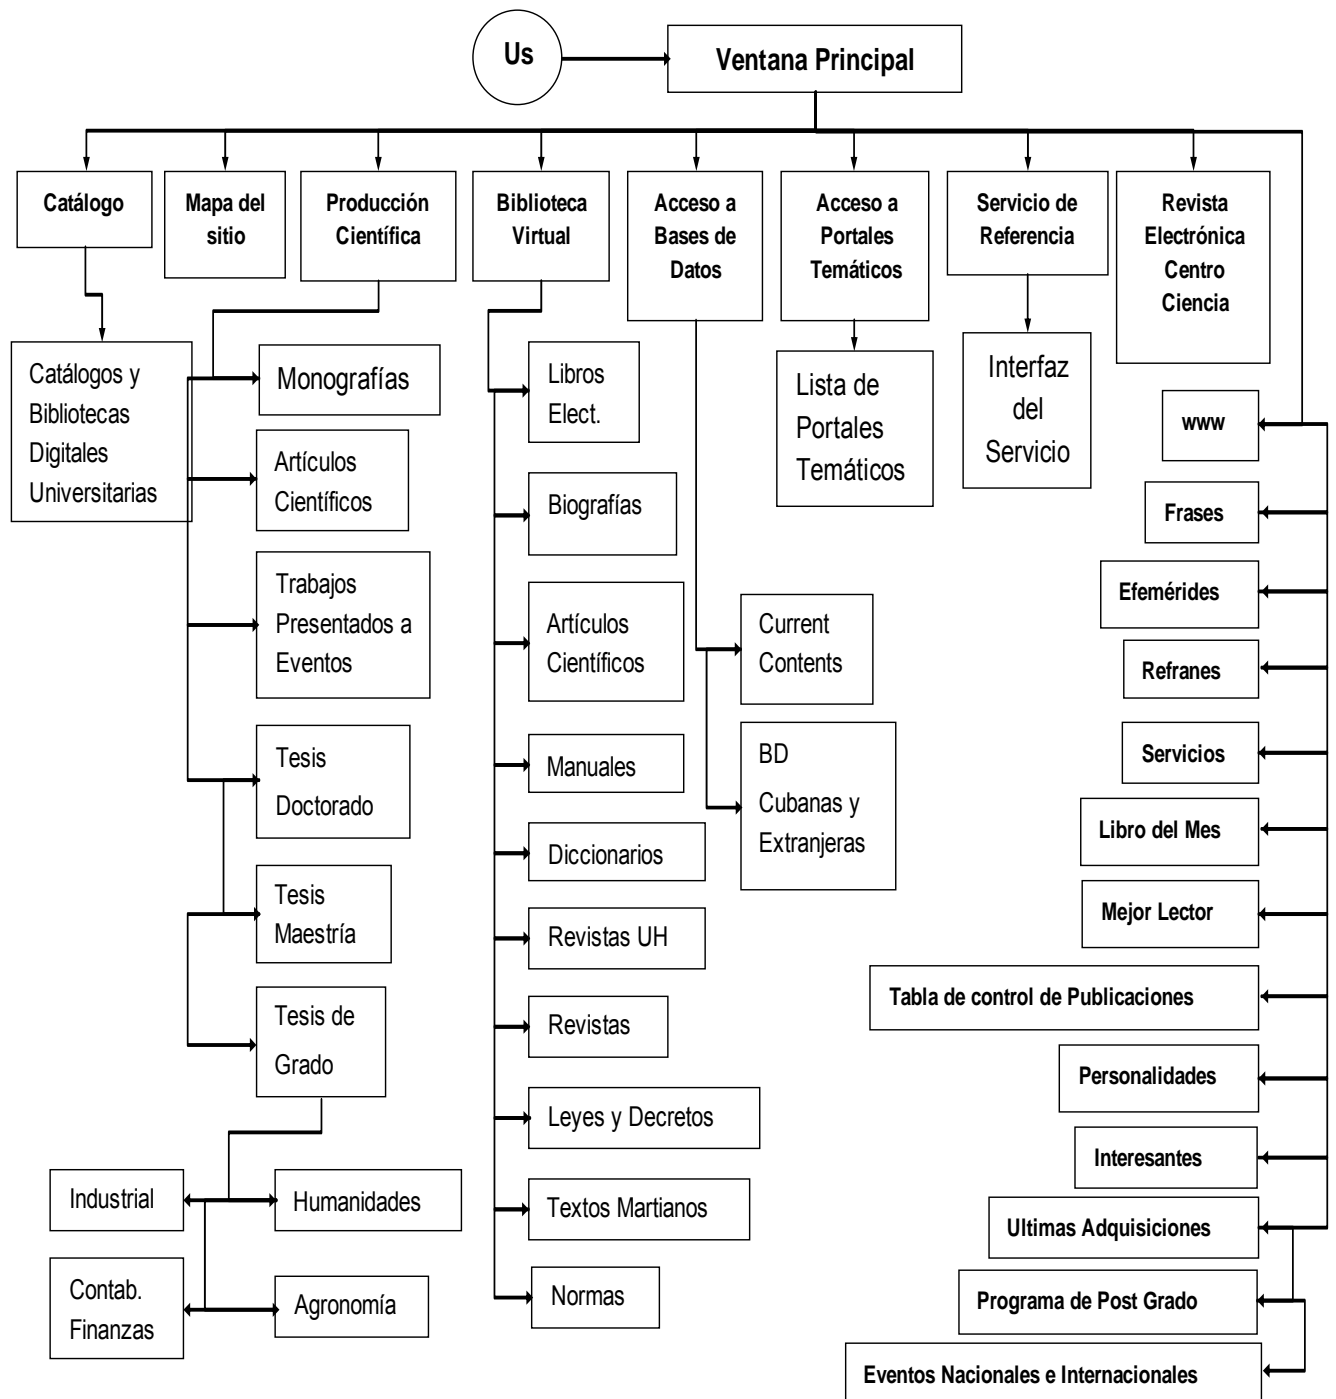 Us
Ventana Principal
Catálogo
Mapa del
sitio
Producción
Científica
Biblioteca
Virtual
Acceso a
Bases de
Datos
Acceso a
Portales
Temáticos
Servicio de
Referencia
Revista
Electrónica
Centro
Ciencia
Catálogos y
Bibliotecas
Digitales
Universitarias
Monografías
Artículos
Científicos
Trabajos
Presentados a
Eventos
Tesis
Doctorado
Tesis
Maestría
Tesis de
Grado
Industrial
Humanidades
Contab.
Finanzas
Agronomía
Libros
Elect.
Biografías
Artículos
Científicos
Manuales
Diccionarios
Revistas UH
Revistas
Leyes y Decretos
Textos Martianos
Normas
Current
Contents
BD
Cubanas y
Extranjeras
Lista de
Portales
Temáticos
Interfaz
del
Servicio
www
Frases
Efemérides
Refranes
Servicios
Libro del Mes
Mejor Lector
Tabla de control de Publicaciones
Personalidades
Interesantes
Ultimas Adquisiciones
Programa de Post Grado
Eventos Nacionales e Internacionales